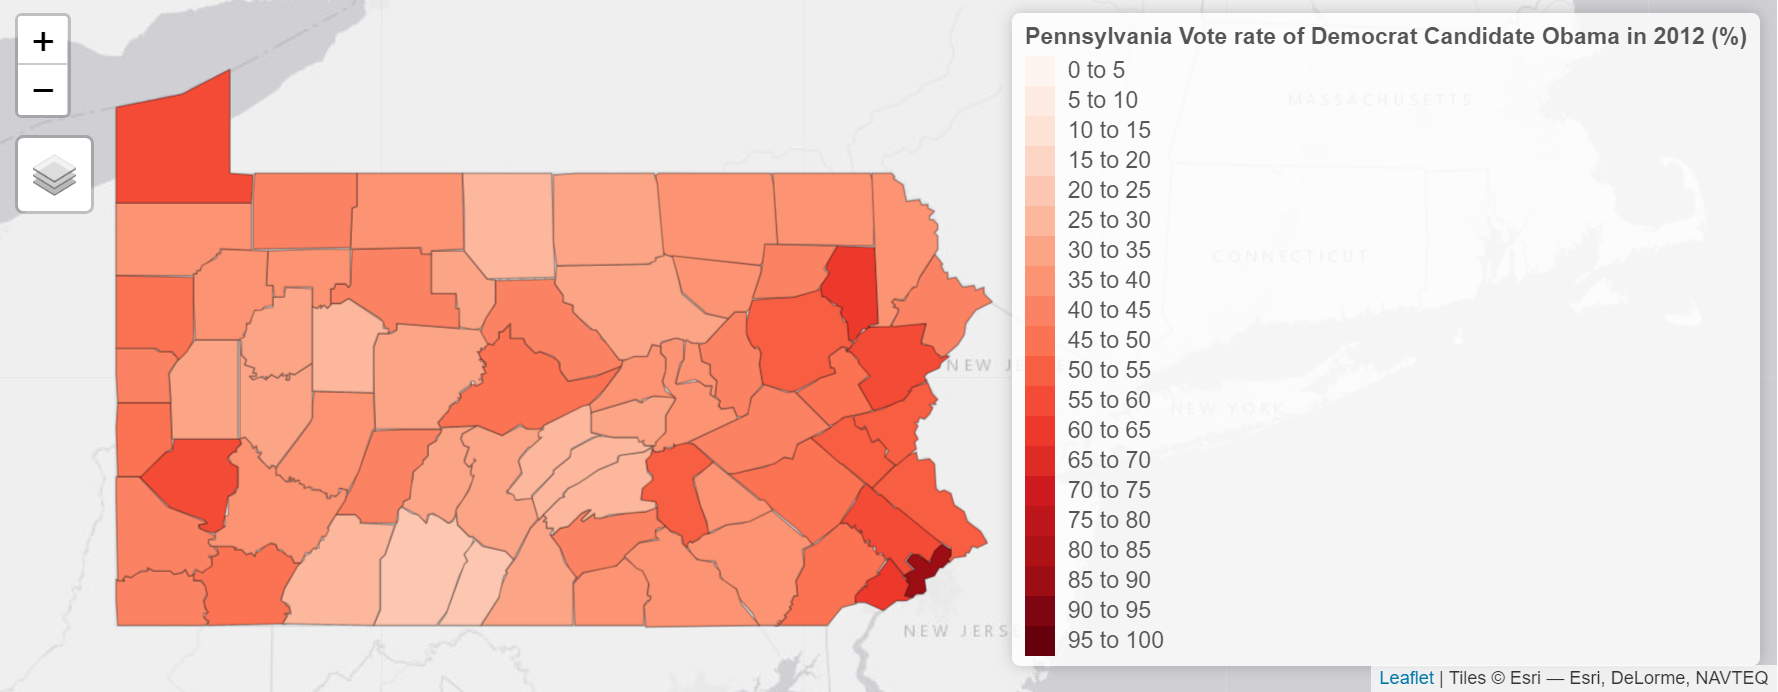 +
−
Pennsylvania Vote rate of Democrat Candidate Obama in 2012 (%)
0 to 5
5 to 10
10 to 15
15 to 20
20 to 25
25 to 30
30 to 35
35 to 40
40 to 45
45 to 50
50 to 55
55 to 60
60 to 65
65 to 70
70 to 75
75 to 80
80 to 85
85 to 90
90 to 95
95 to 100
MASSACHUSETTS
CONNECTICUT
NEW JE
NEW YORK
NEW JERSE
Leaflet | Tiles © Esri — Esri, DeLorme, NAVTEQ